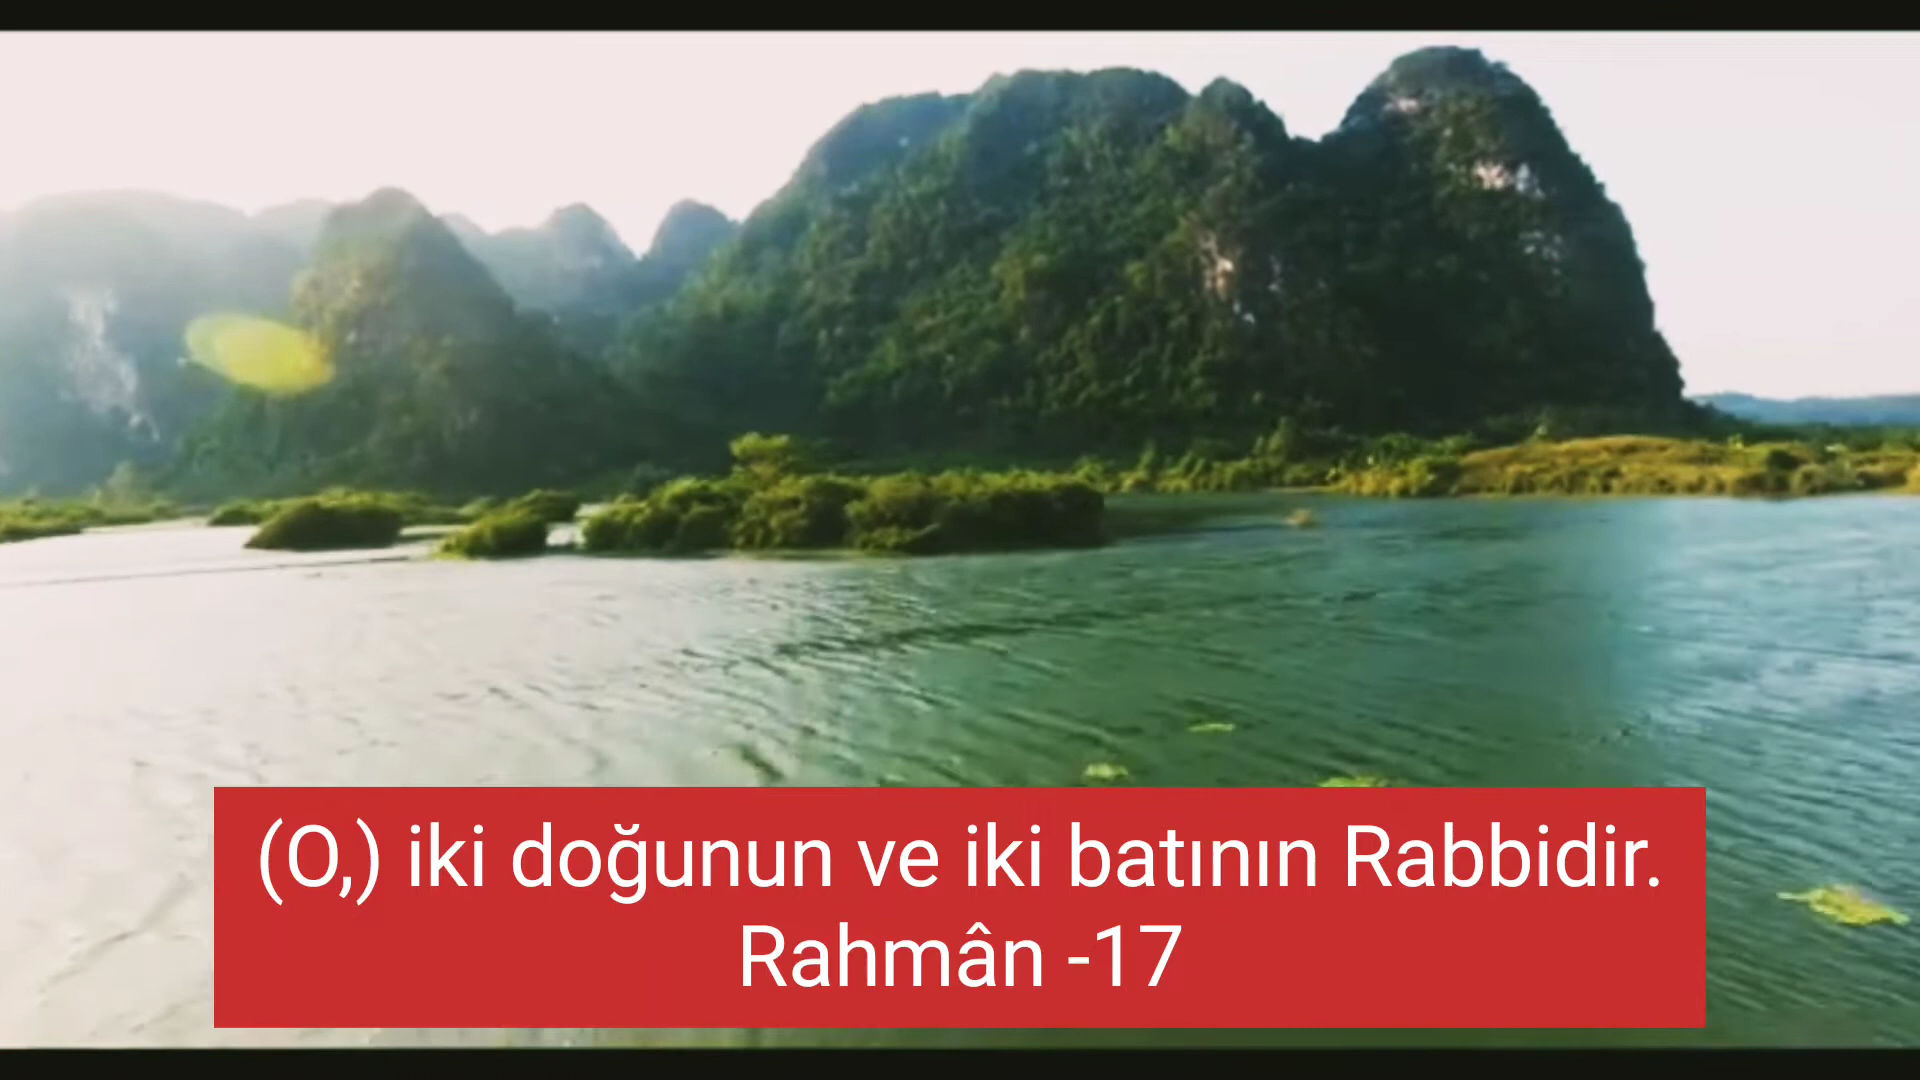 (O,) iki doğunun ve iki batının Rabbidir.
Rahmân -17